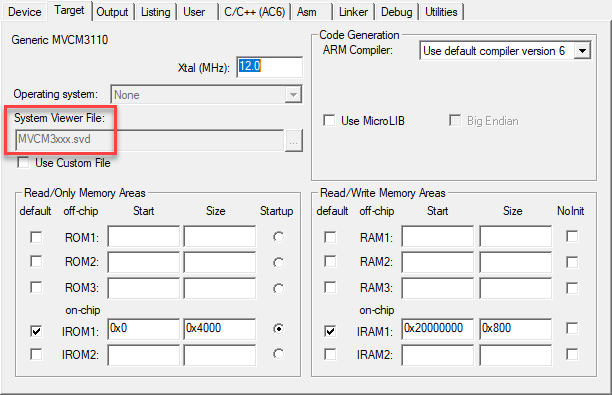 Device Target Output Listing User C/C++ (AC6) Asm Linker Debug Utilities
Generic MVCM3110
Xtal (MHz): 12.0
Operating system: None
System Viewer File:
MVCM3xxx.svd ...
Use Custom File
Code Generation
ARM Compiler: Use default compiler version 6
Use MicroLIB Big Endian
Read/Only Memory Areas
default off-chip Start Size Startup
ROM1:
ROM2:
ROM3:
on-chip
IROM1: 0x0 0x4000
IROM2:
Read/Write Memory Areas
default off-chip Start Size NoInit
RAM1:
RAM2:
RAM3:
on-chip
IRAM1: 0x20000000 0x800
IRAM2: